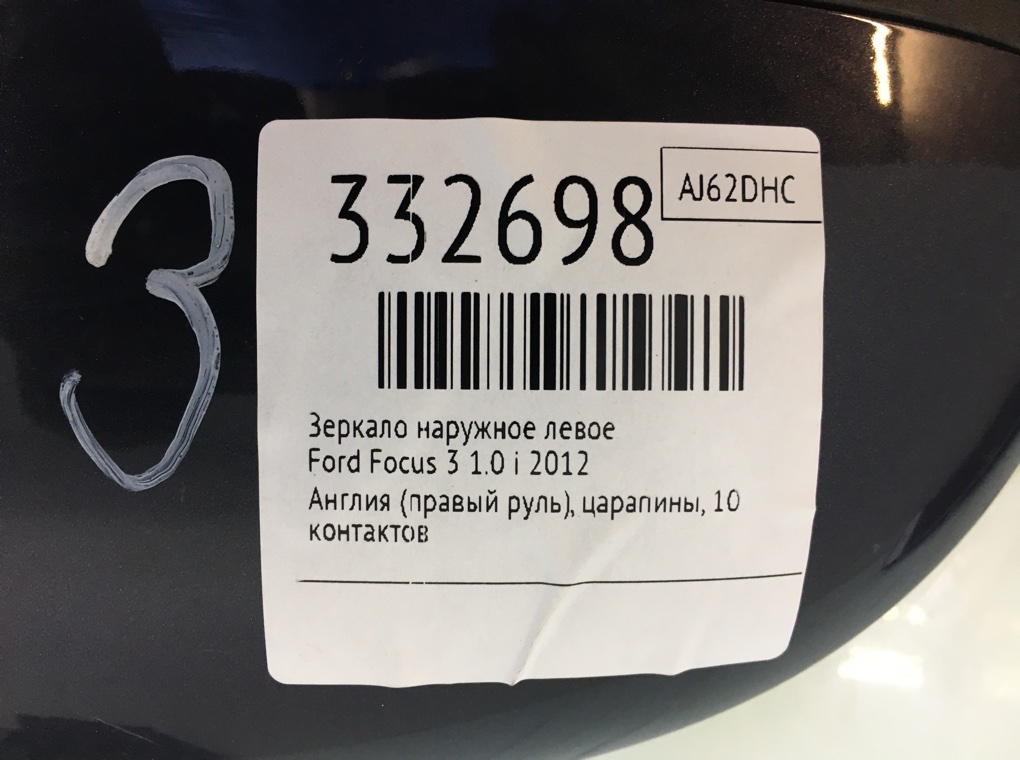 3
332698
AJ62DHC
Зеркало наружное левое
Ford Focus 3 1.0 i 2012
Англия (правый руль), царапины, 10
контактов